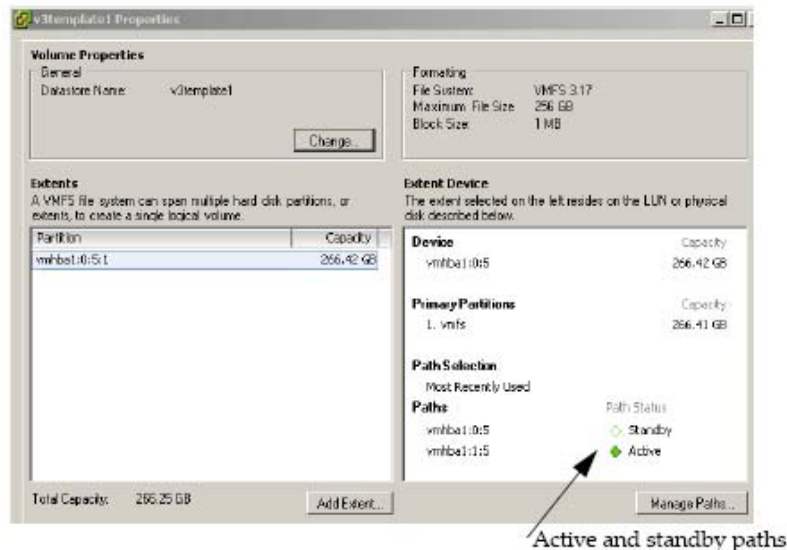 v3template1 Properties
Volume Properties
General
Datastore Name: v3template1
Change...
Formatting
File System: VMFS 3.17
Maximum File Size 256 GB
Block Size: 1 MB
Extents
A VMFS file system can span multiple hard disk partitions, or
extents, to create a single logical volume.
Partition Capacity
vmhba1:0:5:1 266.42 GB
Total Capacity: 266.25 GB
Add Extent...
Extent Device
The extent selected on the left resides on the LUN or physical
disk described below.
Device Capacity
vmhba1:0:5 266.42 GB
Primary Partitions Capacity
1. vmfs 266.41 GB
Path Selection
Most Recently Used
Paths Path Status
vmhba1:0:5 Standby
vmhba1:1:5 Active
Manage Paths...
Active and standby paths